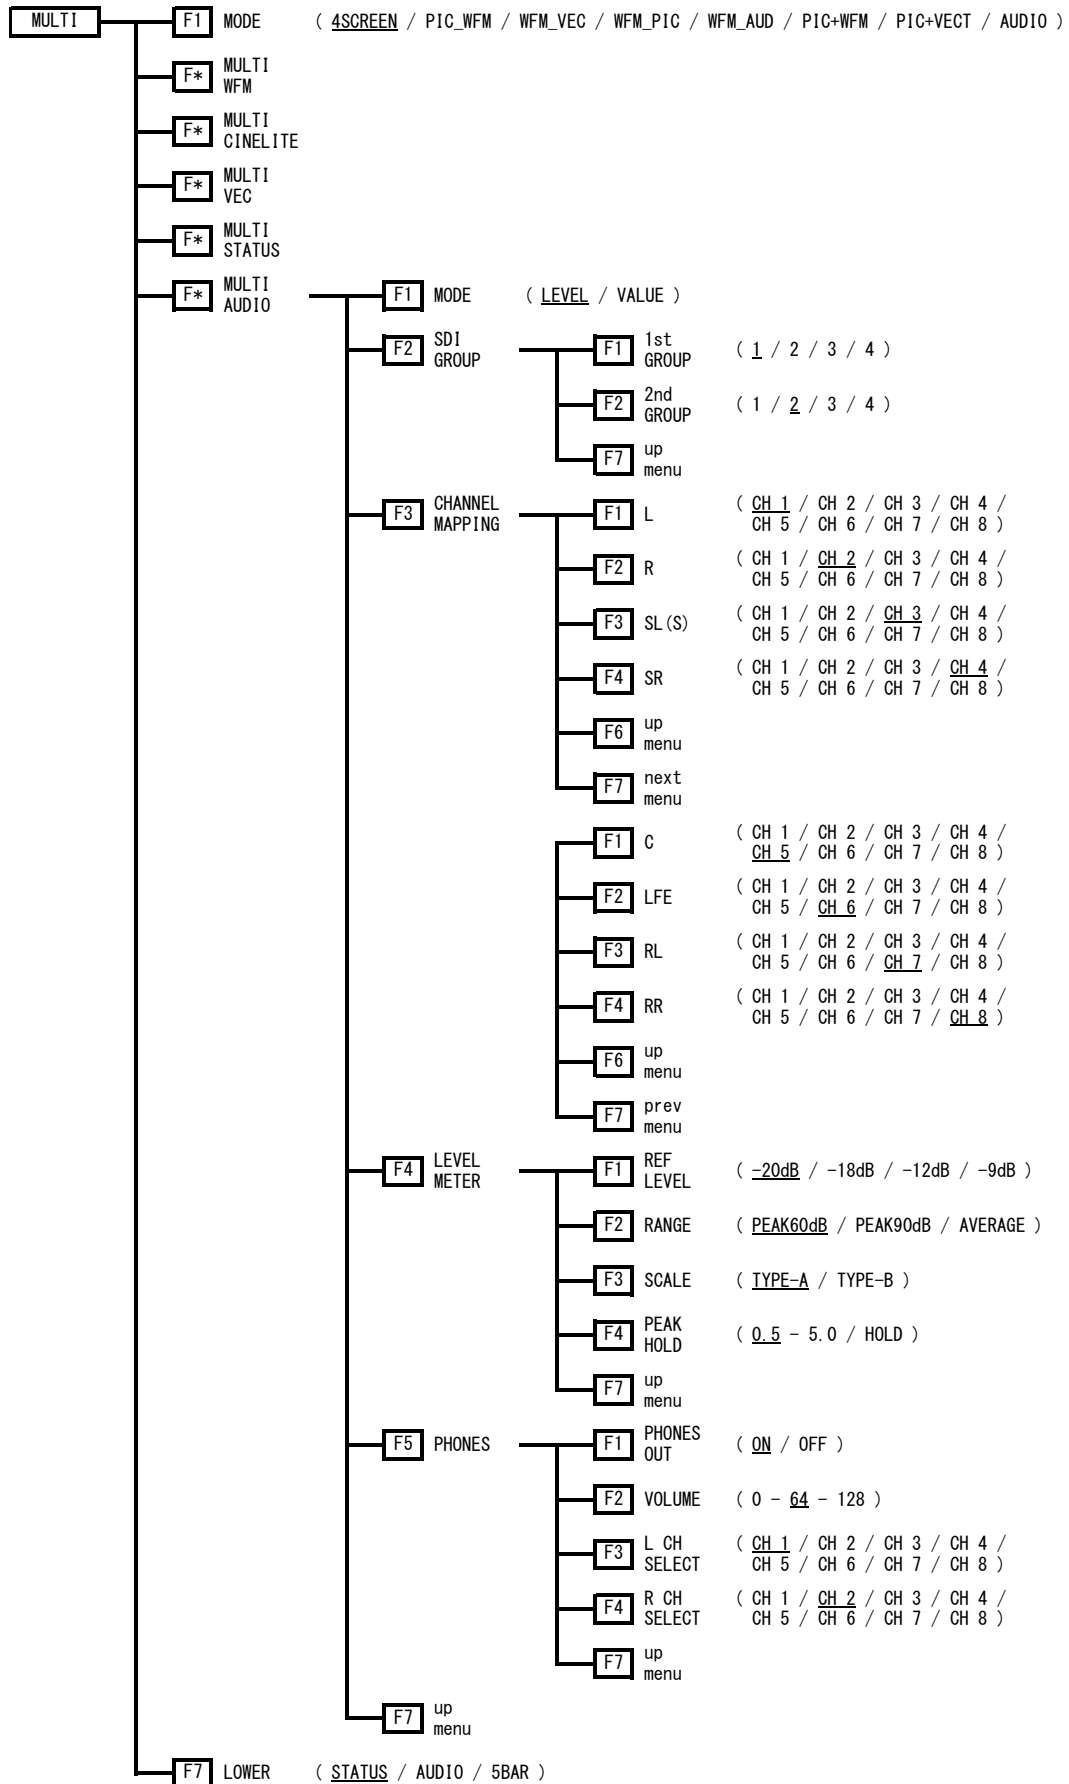 MULTI F1 MODE ( 4SCREEN / PIC_WFM / WFM_VEC / WFM_PIC / WFM_AUD / PIC+WFM / PIC+VECT / AUDIO )
F* MULTI
WFM
F* MULTI
CINELITE
F* MULTI
VEC
F* MULTI
STATUS
F* MULTI
AUDIO
F1 MODE ( LEVEL / VALUE )
F2 SDI
GROUP
F1 1st
GROUP
( 1 / 2 / 3 / 4 )
F2 2nd
GROUP
( 1 / 2 / 3 / 4 )
F7 up
menu
F3 CHANNEL
MAPPING
F1 L
( CH 1 / CH 2 / CH 3 / CH 4 /
CH 5 / CH 6 / CH 7 / CH 8 )
F2 R
( CH 1 / CH 2 / CH 3 / CH 4 /
CH 5 / CH 6 / CH 7 / CH 8 )
F3 SL(S)
( CH 1 / CH 2 / CH 3 / CH 4 /
CH 5 / CH 6 / CH 7 / CH 8 )
F4 SR
( CH 1 / CH 2 / CH 3 / CH 4 /
CH 5 / CH 6 / CH 7 / CH 8 )
F6 up
menu
F7 next
menu
F1 C
( CH 1 / CH 2 / CH 3 / CH 4 /
CH 5 / CH 6 / CH 7 / CH 8 )
F2 LFE
( CH 1 / CH 2 / CH 3 / CH 4 /
CH 5 / CH 6 / CH 7 / CH 8 )
F3 RL
( CH 1 / CH 2 / CH 3 / CH 4 /
CH 5 / CH 6 / CH 7 / CH 8 )
F4 RR
( CH 1 / CH 2 / CH 3 / CH 4 /
CH 5 / CH 6 / CH 7 / CH 8 )
F6 up
menu
F7 prev
menu
F4 LEVEL
METER
F1 REF
LEVEL
( -20dB / -18dB / -12dB / -9dB )
F2 RANGE ( PEAK60dB / PEAK90dB / AVERAGE )
F3 SCALE ( TYPE-A / TYPE-B )
F4 PEAK
HOLD
( 0.5 - 5.0 / HOLD )
F7 up
menu
F5 PHONES
F1 PHONES
OUT
( ON / OFF )
F2 VOLUME ( 0 - 64 - 128 )
F3 L CH
SELECT
( CH 1 / CH 2 / CH 3 / CH 4 /
CH 5 / CH 6 / CH 7 / CH 8 )
F4 R CH
SELECT
( CH 1 / CH 2 / CH 3 / CH 4 /
CH 5 / CH 6 / CH 7 / CH 8 )
F7 up
menu
F7 up
menu
F7 LOWER ( STATUS / AUDIO / 5BAR )